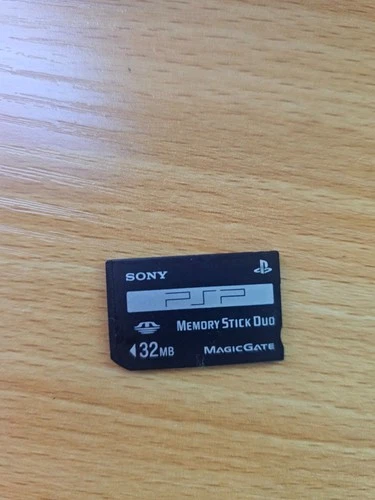 SONY
PSP
MEMORY STICK DUO
32MB
MAGICGATE